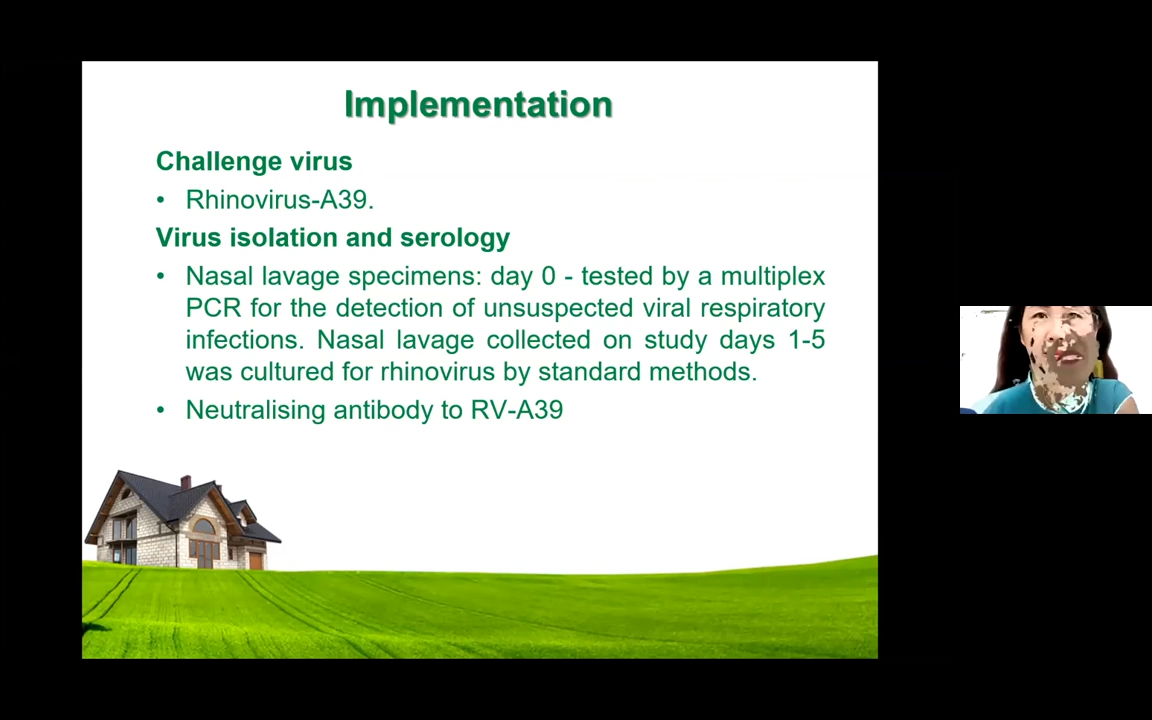 Implementation
Challenge virus
• Rhinovirus-A39.
Virus isolation and serology
• Nasal lavage specimens: day 0 - tested by a multiplex
PCR for the detection of unsuspected viral respiratory
infections. Nasal lavage collected on study days 1-5
was cultured for rhinovirus by standard methods.
• Neutralising antibody to RV-A39